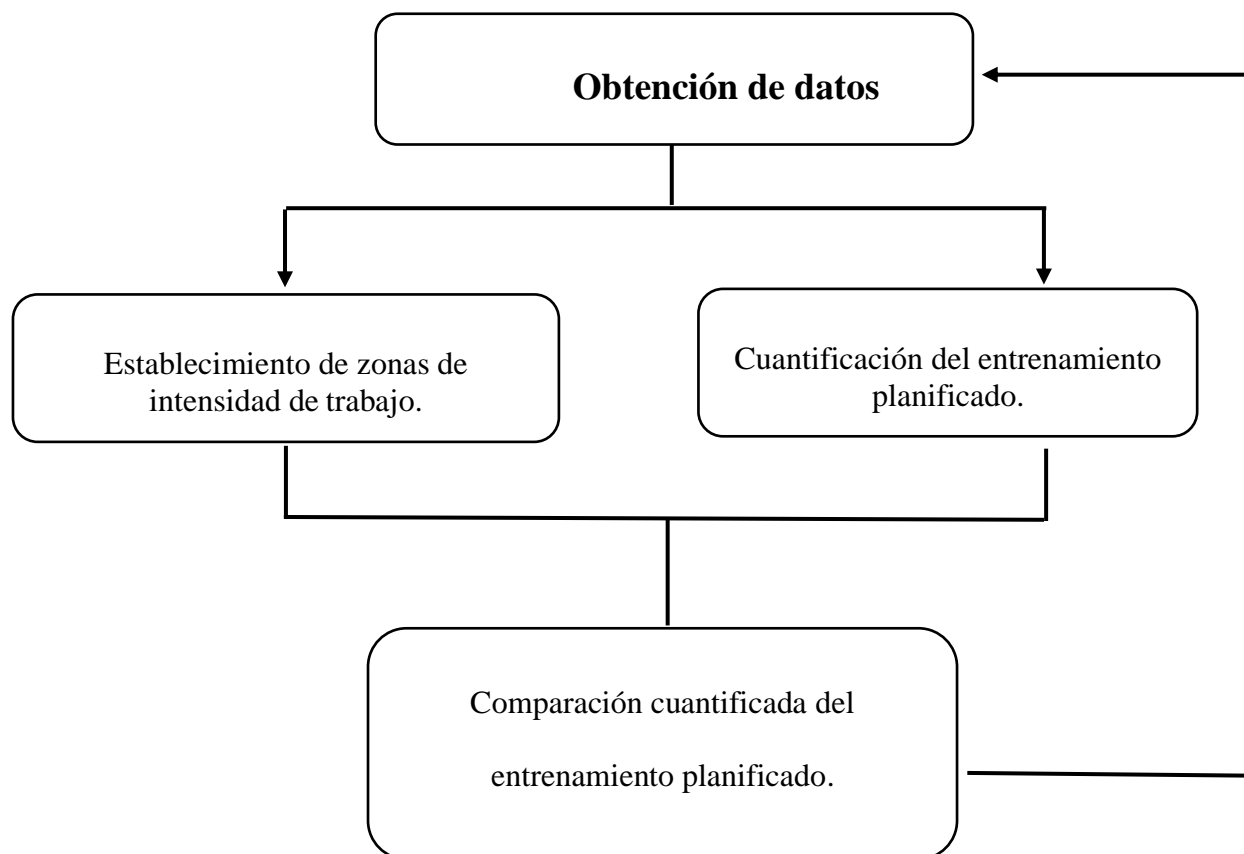 Obtención de datos
Establecimiento de zonas de
intensidad de trabajo.
Cuantificación del entrenamiento
planificado.
Comparación cuantificada del
entrenamiento planificado.